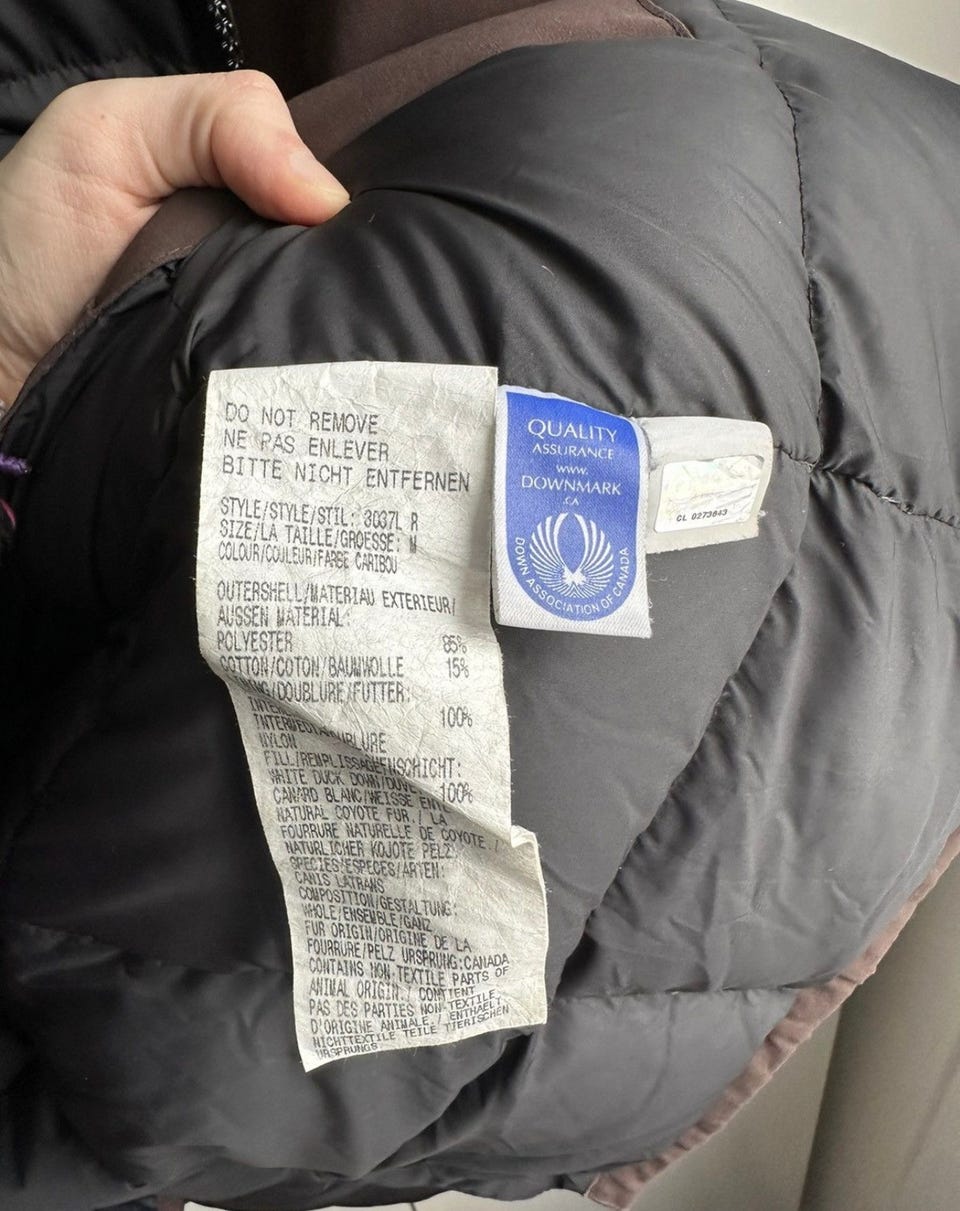 DO NOT REMOVE
NE PAS ENLEVER
BITTE NICHT ENTFERNEN
STYLE/STYLE/STIL: 3037L R
SIZE/LA TAILLE/GROESSE: M
COLOUR/COULEUR/FARBE CARIBOU
OUTERSHELL/MATERIAU EXTERIEUR/
AUSSEN MATERIAL:
POLYESTER 85%
COTTON/COTON/BAUMWOLLE 15%
/DOUBLURE/FUTTER:
100%
NYLON
FILL/
WHITE DUCK DOWN/
100%
CANARD BLANC/WEISSE
NATURAL COYOTE FUR./ LA
FOURRURE NATURELLE DE COYOTE./
NATURLICHER KOJOTE PELZ
SPECIES/ESPECES/ARTEN:
CANIS LATRANS
COMPOSITION/GESTALTUNG:
WHOLE/ENSEMBLE/GANZ
FUR ORIGIN/ORIGINE DE LA
FOURRURE/PELZ URSPRUNG:CANADA
CONTAINS NON TEXTILE PARTS OF
ANIMAL ORIGIN./ CONTIENT
PAS DES PARTIES NON TEXTILE
D'ORIGINE ANIMALE./ ENTHAELT
NICHTTEXTILE TEILE TIERISCHEN
URSPRUNGS
QUALITY
ASSURANCE
www.
DOWNMARK
.CA
DOWN ASSOCIATION OF CANADA
CL 0273643